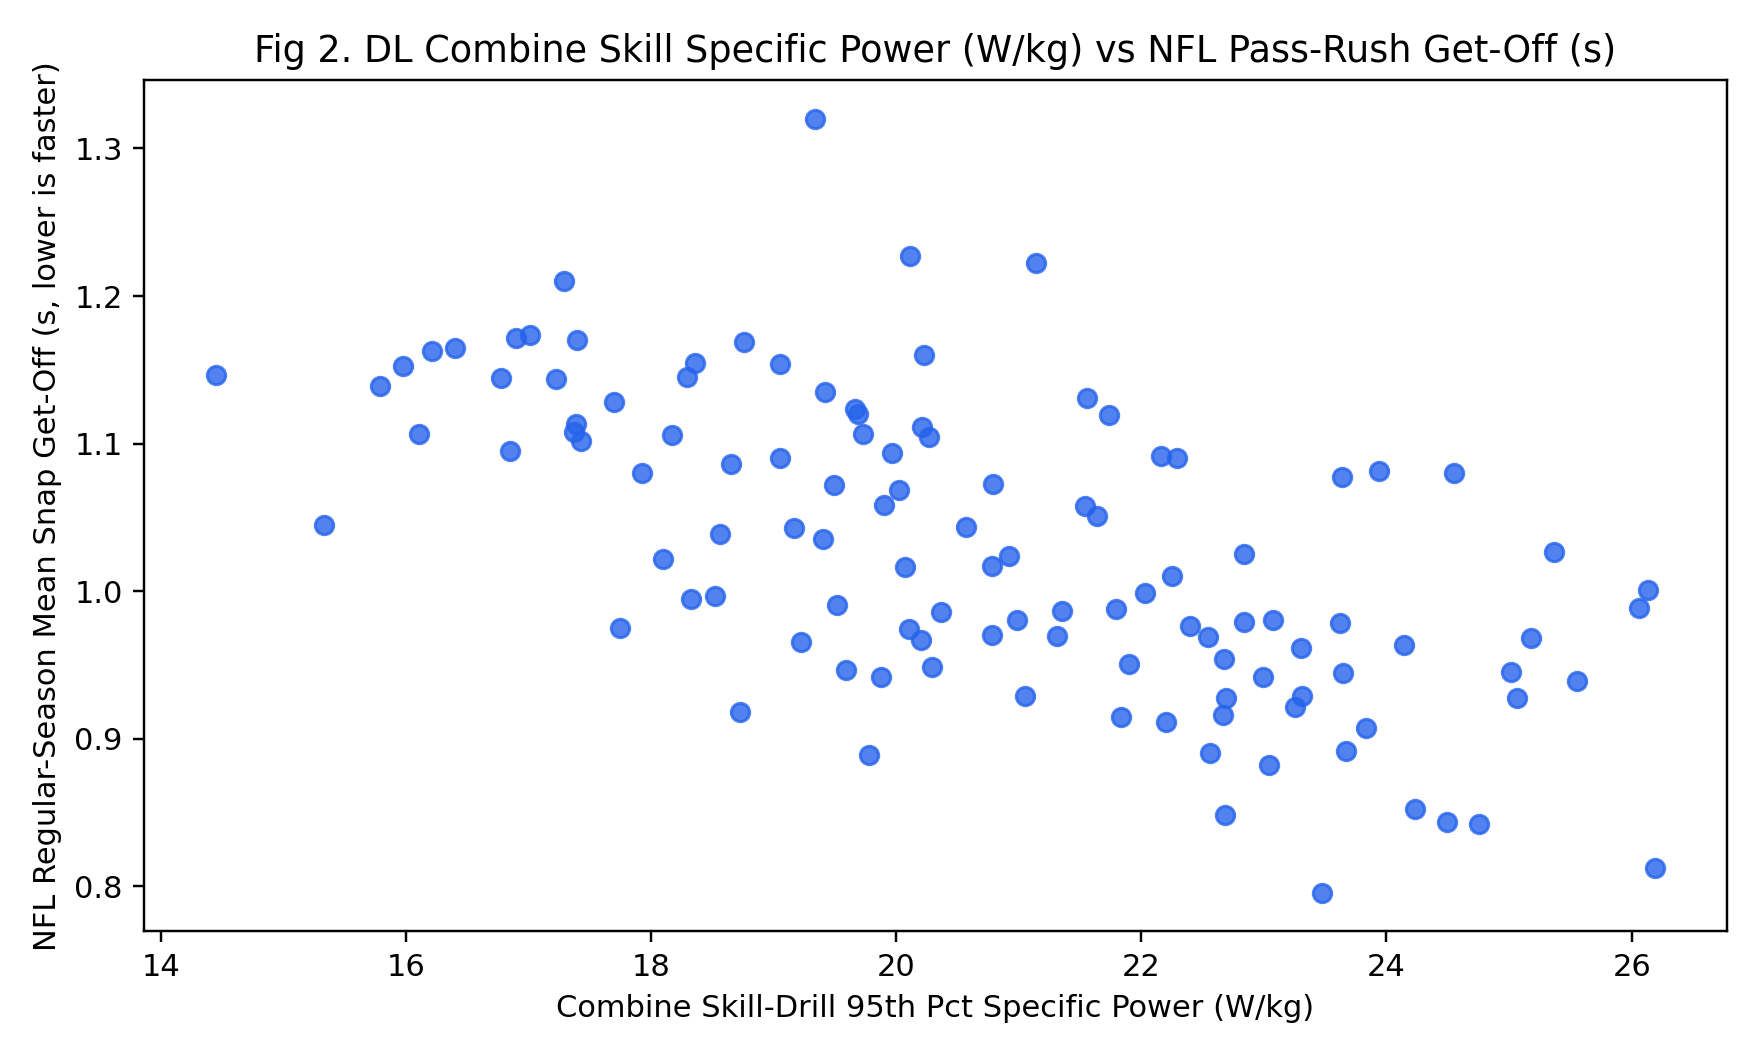 Fig 2. DL Combine Skill Specific Power (W/kg) vs NFL Pass-Rush Get-Off (s)
NFL Regular-Season Mean Snap Get-Off (s, lower is faster)
1.3
1.2
1.1
1.0
0.9
0.8
14 16 18 20 22 24 26
Combine Skill-Drill 95th Pct Specific Power (W/kg)